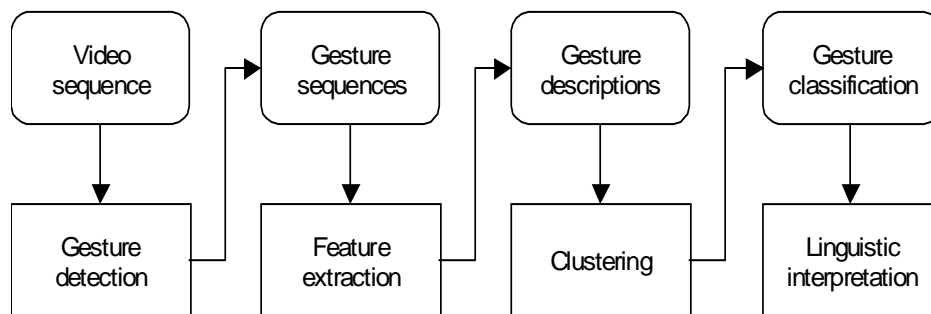 Video
sequence
Gesture
sequences
Gesture
descriptions
Gesture
classification
Gesture
detection
Feature
extraction
Clustering
Linguistic
interpretation